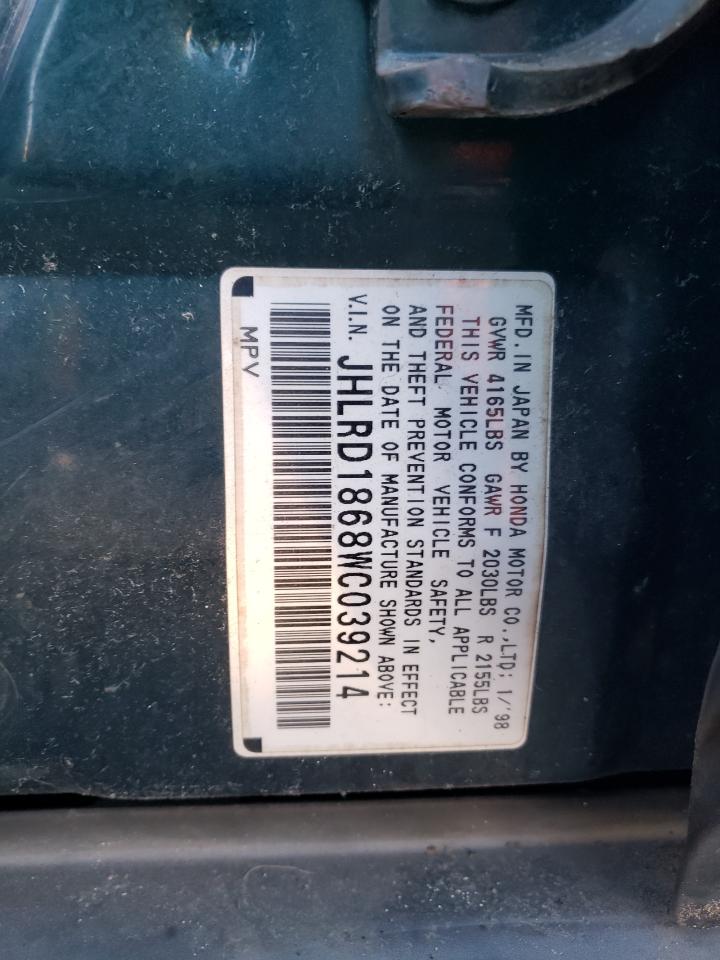 MFD. IN JAPAN BY HONDA MOTOR CO.,LTD; 1/'98
GVWR 4165LBS GAWR F 2030LBS R 2155LBS
THIS VEHICLE CONFORMS TO ALL APPLICABLE
FEDERAL MOTOR VEHICLE SAFETY,
AND THEFT PREVENTION STANDARDS IN EFFECT
ON THE DATE OF MANUFACTURE SHOWN ABOVE:
V.I.N. JHLRD1868WC039214
MPV